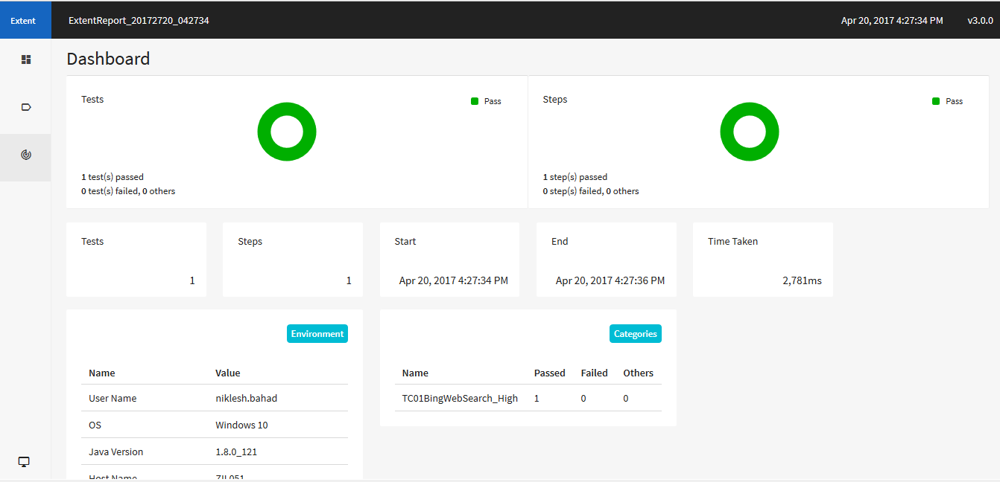 Extent ExtentReport_20172720_042734 Apr 20, 2017 4:27:34 PM v3.0.0
Dashboard
Tests
Pass
1 test(s) passed
0 test(s) failed, 0 others
Steps
Pass
1 step(s) passed
0 step(s) failed, 0 others
Tests
1
Steps
1
Start
Apr 20, 2017 4:27:34 PM
End
Apr 20, 2017 4:27:36 PM
Time Taken
2,781ms
Environment
Name Value
User Name niklesh.bahad
OS Windows 10
Java Version 1.8.0_121
Host Name ZIL051
Categories
Name Passed Failed Others
TC01BingWebSearch_High 1 0 0